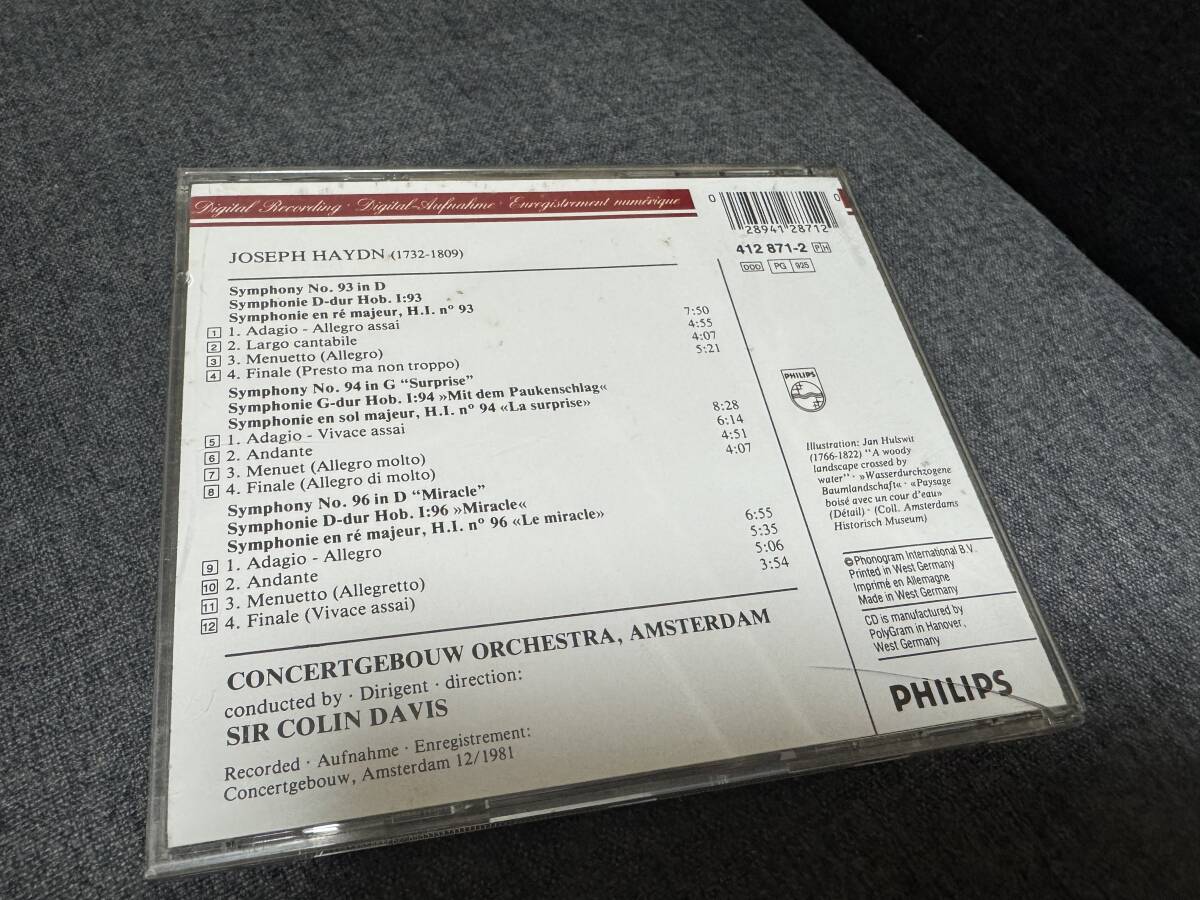 Digital Recording · Digital-Aufnahme · Enregistrement numérique
JOSEPH HAYDN (1732-1809)
Symphony No. 93 in D
Symphonie D-dur Hob. I:93
Symphonie en ré majeur, H.I. nº 93
1 1. Adagio - Allegro assai 7:50
2 2. Largo cantabile 4:55
3 3. Menuetto (Allegro) 4:07
4 4. Finale (Presto ma non troppo) 5:21
Symphony No. 94 in G “Surprise”
Symphonie G-dur Hob. I:94 »Mit dem Paukenschlag«
Symphonie en sol majeur, H.I. nº 94 «La surprise»
5 1. Adagio - Vivace assai 8:28
6 2. Andante 6:14
7 3. Menuet (Allegro molto) 4:51
8 4. Finale (Allegro di molto) 4:07
Symphony No. 96 in D “Miracle”
Symphonie D-dur Hob. I:96 »Miracle«
Symphonie en ré majeur, H.I. nº 96 «Le miracle»
9 1. Adagio - Allegro 6:55
10 2. Andante 5:35
11 3. Menuetto (Allegretto) 5:06
12 4. Finale (Vivace assai) 3:54
CONCERTGEBOUW ORCHESTRA, AMSTERDAM
conducted by · Dirigent · direction:
SIR COLIN DAVIS
Recorded · Aufnahme · Enregistrement:
Concertgebouw, Amsterdam 12/1981
0 28941 28712 0
412 871-2 PH
DDD PG 925
PHILIPS
Illustration: Jan Hulswit
(1766-1822) “A woody
landscape crossed by
water” · »Wasserdurchzogene
Baumlandschaft« · «Paysage
boisé avec un cour d'eau»
(Détail) · (Coll. Amsterdams
Historisch Museum)
℗Phonogram International B.V.
Printed in West Germany
Imprimé en Allemagne
Made in West Germany
CD is manufactured by
PolyGram in Hanover,
West Germany
PHILIPS